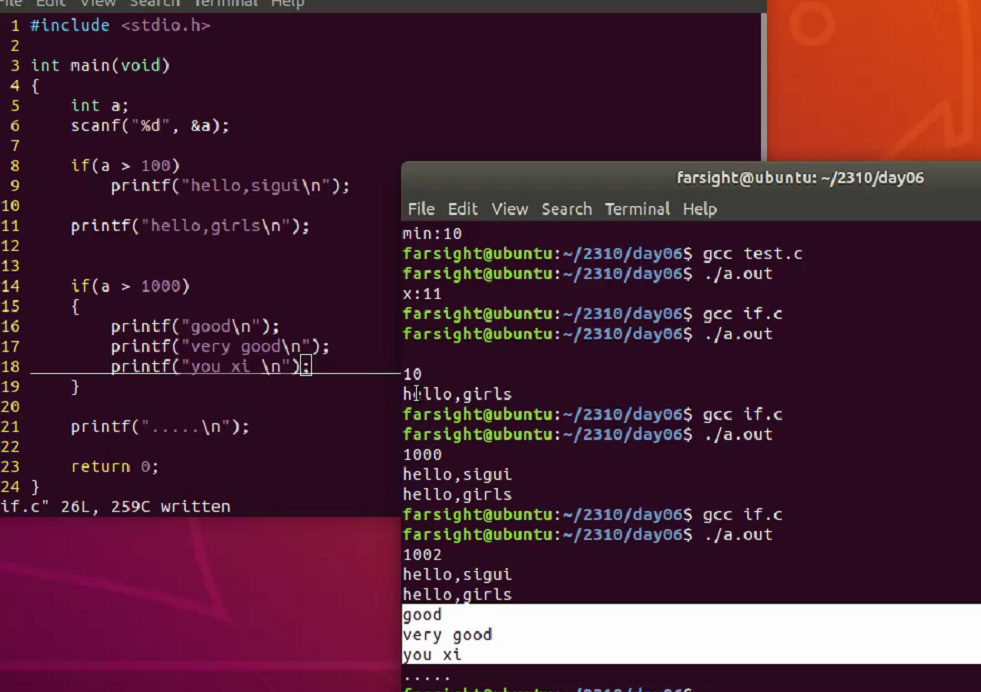 File Edit View Search Terminal Help
1 #include <stdio.h>
2
3 int main(void)
4 {
5     int a;
6     scanf("%d", &a);
7
8     if(a > 100)
9         printf("hello,sigui\n");
10
11     printf("hello,girls\n");
12
13
14     if(a > 1000)
15     {
16         printf("good\n");
17         printf("very good\n");
18         printf("you xi \n");
19     }
20
21     printf(".....\n");
22
23     return 0;
24 }
if.c" 26L, 259C written
farsight@ubuntu: ~/2310/day06
File Edit View Search Terminal Help
min:10
farsight@ubuntu:~/2310/day06$ gcc test.c
farsight@ubuntu:~/2310/day06$ ./a.out
x:11
farsight@ubuntu:~/2310/day06$ gcc if.c
farsight@ubuntu:~/2310/day06$ ./a.out
10
hello,girls
farsight@ubuntu:~/2310/day06$ gcc if.c
farsight@ubuntu:~/2310/day06$ ./a.out
1000
hello,sigui
hello,girls
farsight@ubuntu:~/2310/day06$ gcc if.c
farsight@ubuntu:~/2310/day06$ ./a.out
1002
hello,sigui
hello,girls
good
very good
you xi
.....